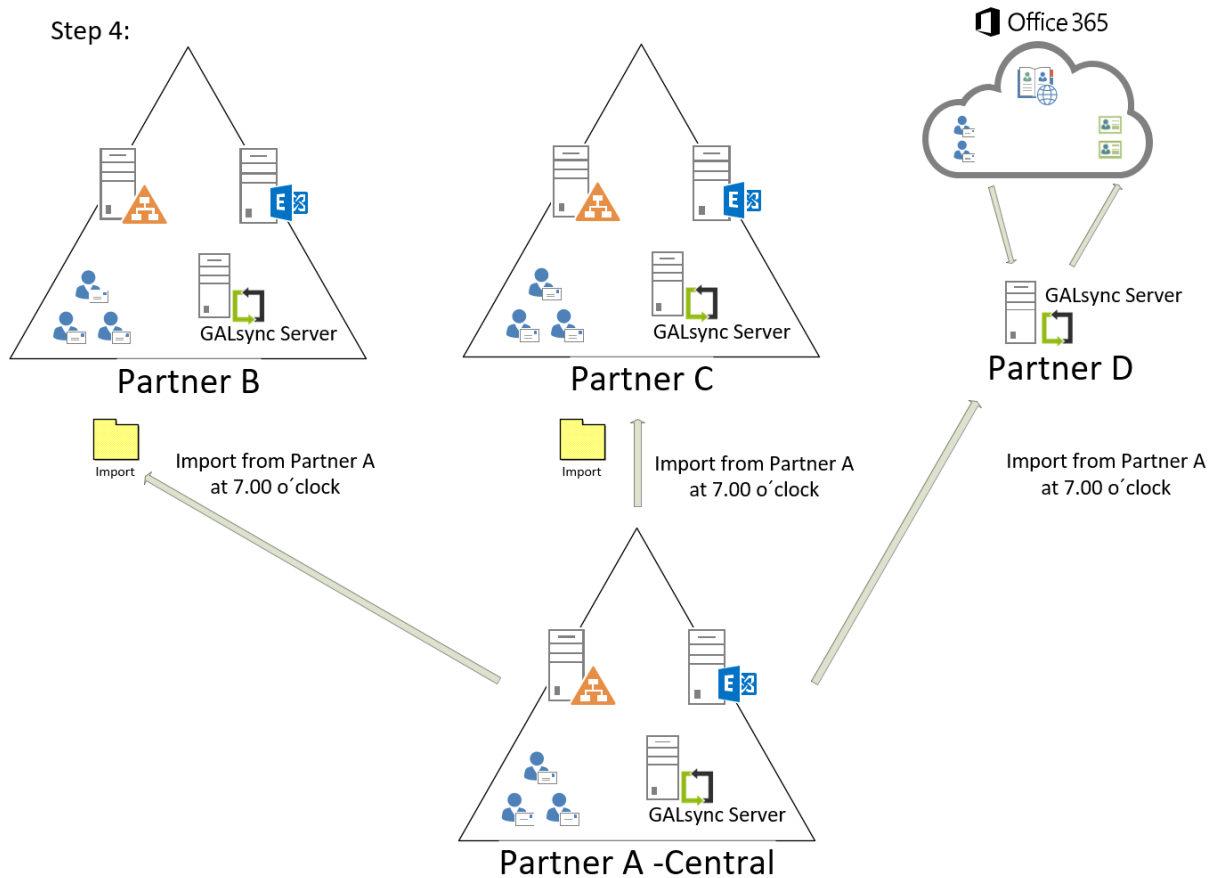 Step 4:
Office 365
GALsync Server
Partner B
GALsync Server
Partner C
GALsync Server
Partner D
Import
Import from Partner A
at 7.00 o´clock
Import
Import from Partner A
at 7.00 o´clock
Import from Partner A
at 7.00 o´clock
GALsync Server
Partner A -Central